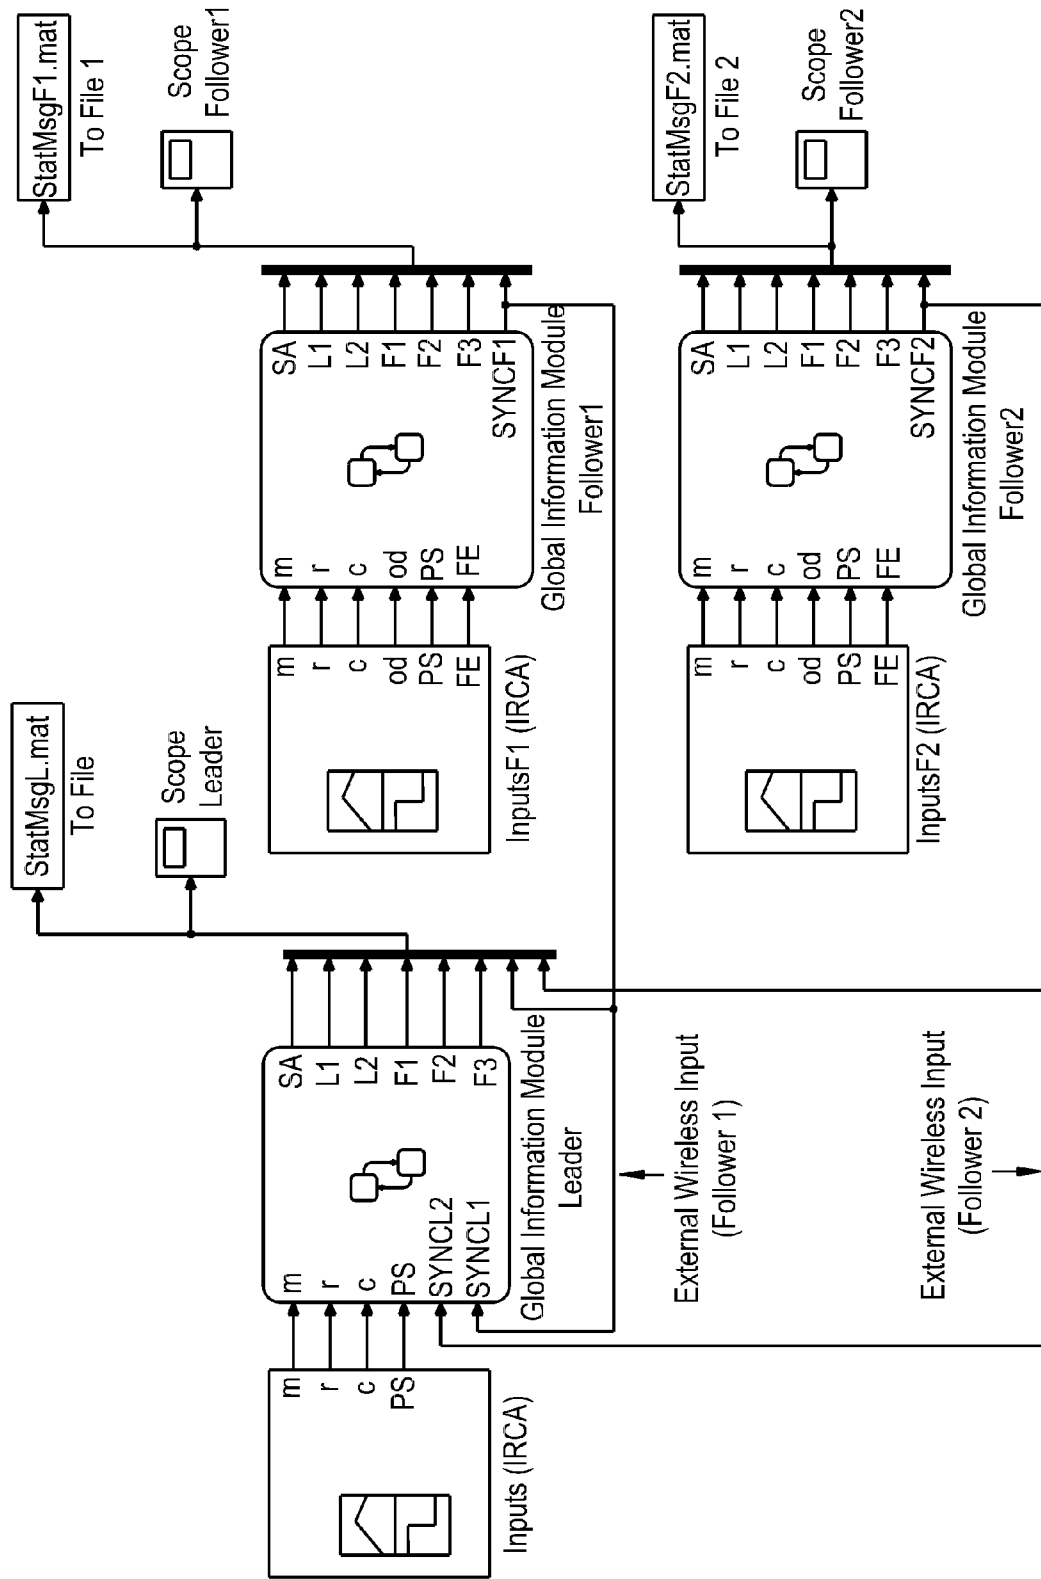 StatMsgL.mat
To File
Scope
Leader
Inputs (IRCA)
m
r
c
PS
m
r
c
PS
SYNCL2
SYNCL1
SA
L1
L2
F1
F2
F3
Global Information Module
Leader
StatMsgF1.mat
To File 1
Scope
Follower1
InputsF1 (IRCA)
m
r
c
od
PS
FE
m
r
c
od
PS
FE
SA
L1
L2
F1
F2
F3
SYNCF1
Global Information Module
Follower1
External Wireless Input
(Follower 1)
StatMsgF2.mat
To File 2
Scope
Follower2
InputsF2 (IRCA)
m
r
c
od
PS
FE
m
r
c
od
PS
FE
SA
L1
L2
F1
F2
F3
SYNCF2
Global Information Module
Follower2
External Wireless Input
(Follower 2)